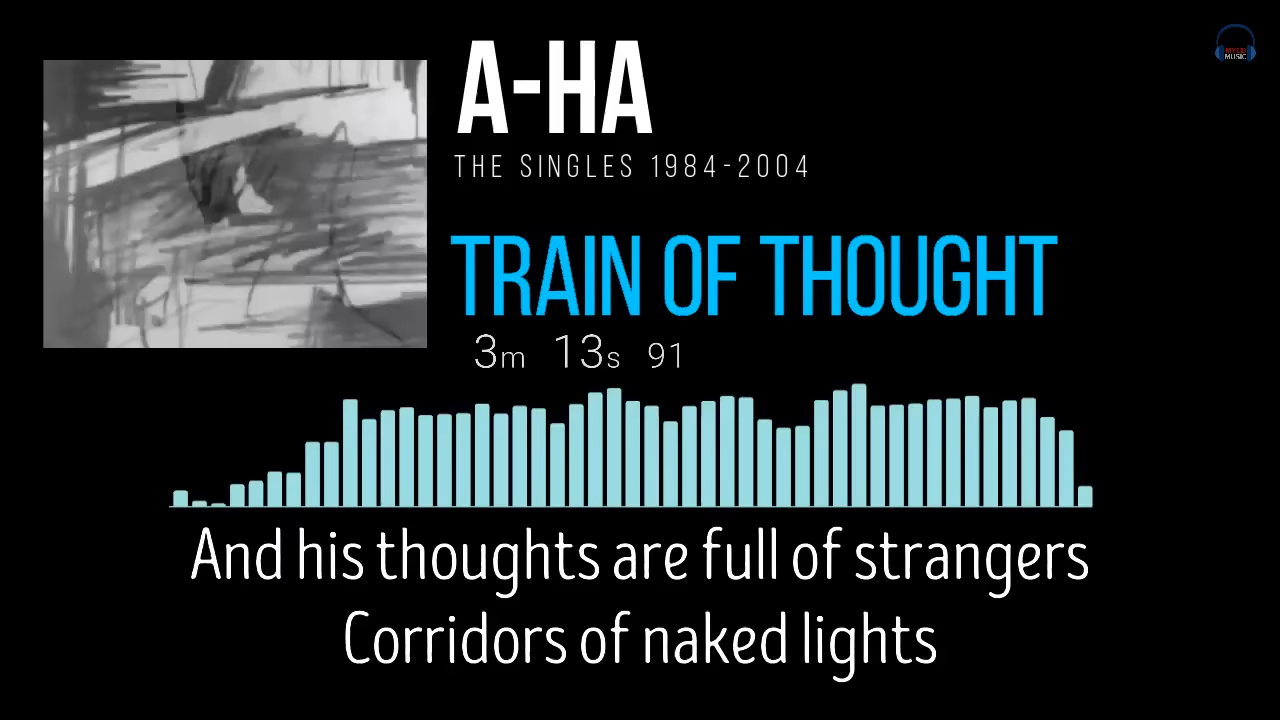 A-HA
THE SINGLES 1984-2004
TRAIN OF THOUGHT
3m 13s 91
And his thoughts are full of strangers
Corridors of naked lights
MUSIC